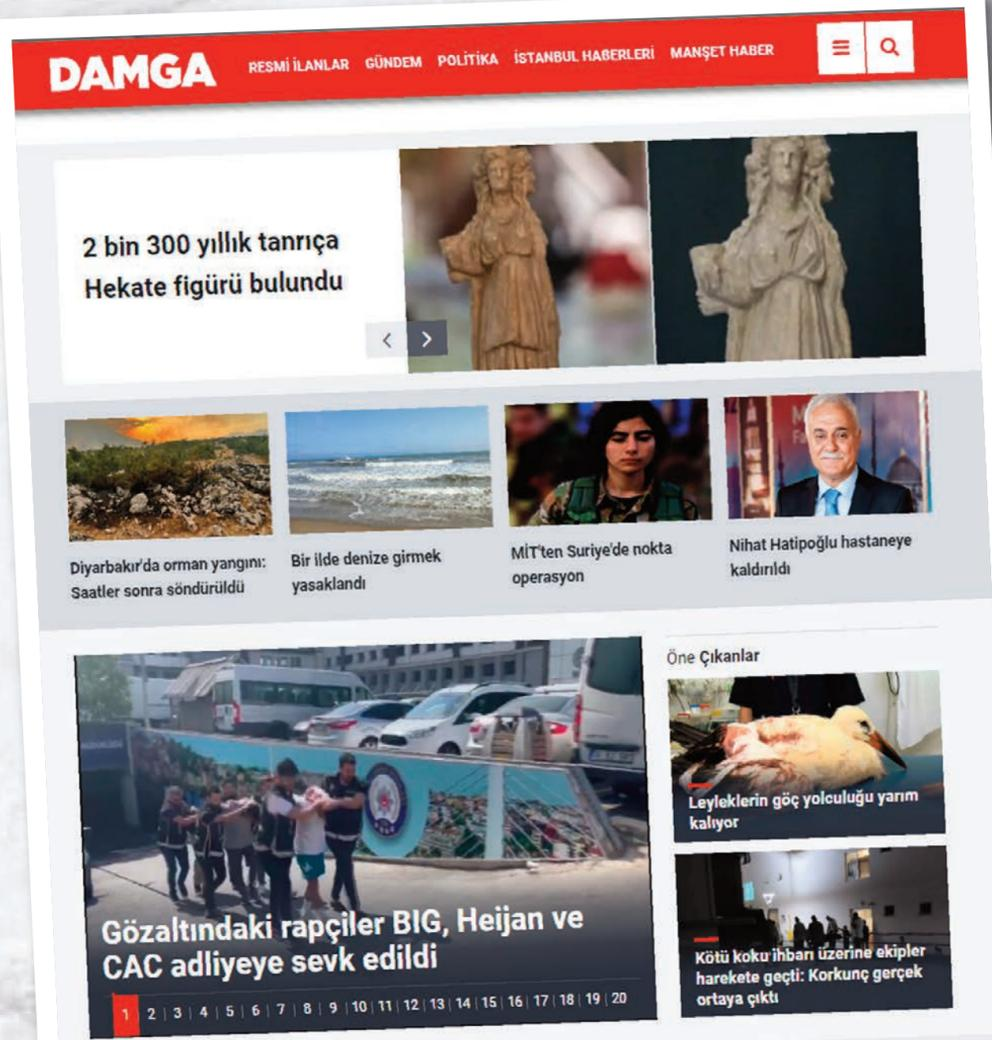 DAMGA
RESMİ İLANLAR GÜNDEM POLİTİKA İSTANBUL HABERLERİ MANŞET HABER
2 bin 300 yıllık tanrıça
Hekate figürü bulundu
Diyarbakır'da orman yangını:
Saatler sonra söndürüldü
Bir ilde denize girmek
yasaklandı
MİT'ten Suriye'de nokta
operasyon
Nihat Hatipoğlu hastaneye
kaldırıldı
Gözaltındaki rapçiler BIG, Heijan ve
CAC adliyeye sevk edildi
1 | 2 | 3 | 4 | 5 | 6 | 7 | 8 | 9 | 10 | 11 | 12 | 13 | 14 | 15 | 16 | 17 | 18 | 19 | 20
Öne Çıkanlar
Leyleklerin göç yolculuğu yarım
kalıyor
Kötü koku ihbarı üzerine ekipler
harekete geçti: Korkunç gerçek
ortaya çıktı